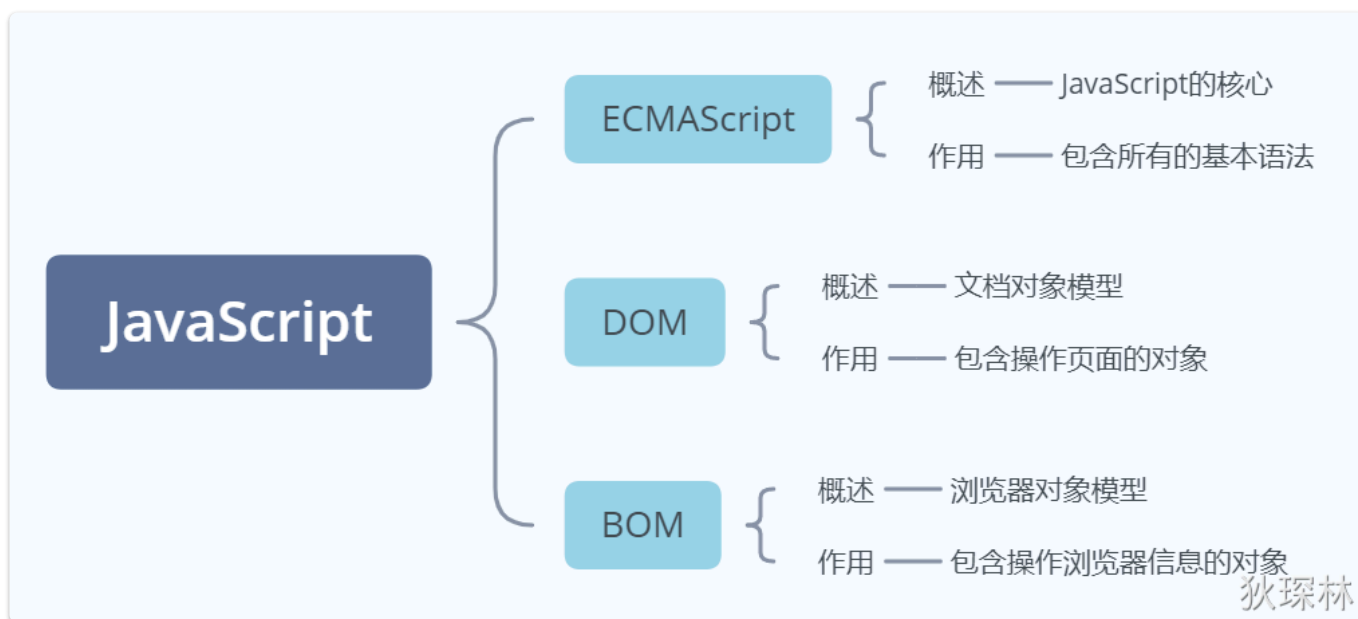 JavaScript
ECMAScript
概述 JavaScript的核心
作用 包含所有的基本语法
DOM
概述 文档对象模型
作用 包含操作页面的对象
BOM
概述 浏览器对象模型
作用 包含操作浏览器信息的对象
狄琛林